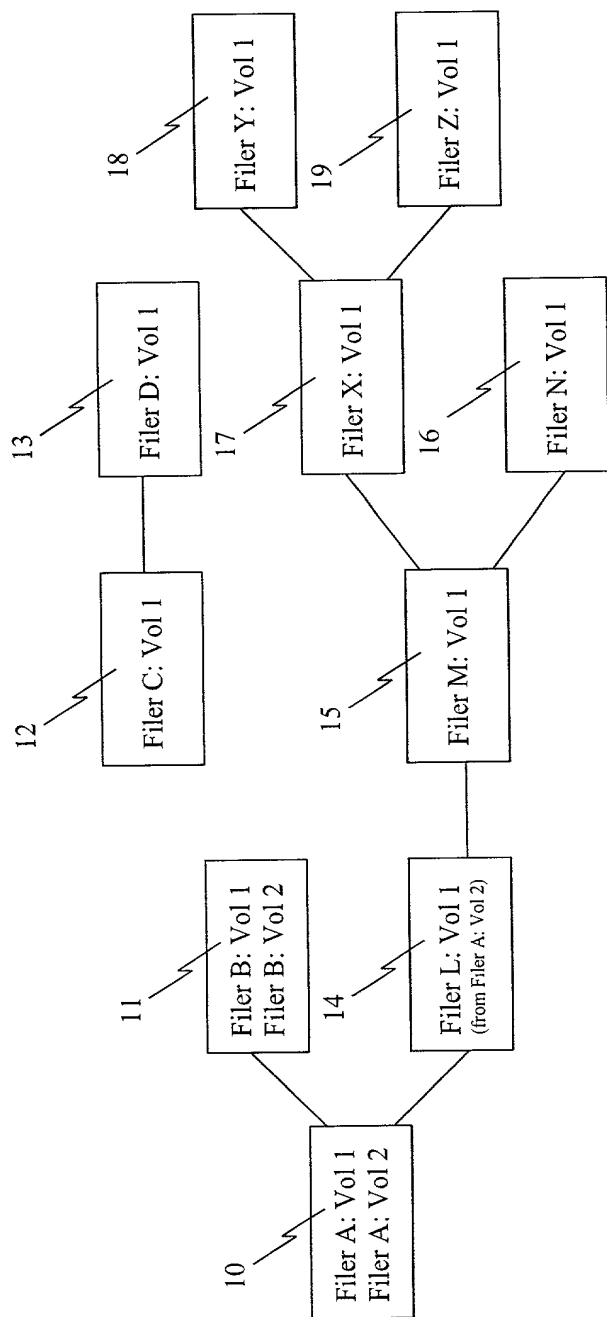 10
Filer A: Vol 1
Filer A: Vol 2
11
Filer B: Vol 1
Filer B: Vol 2
14
Filer L: Vol 1
(from Filer A: Vol 2)
12
Filer C: Vol 1
13
Filer D: Vol 1
15
Filer M: Vol 1
17
Filer X: Vol 1
16
Filer N: Vol 1
18
Filer Y: Vol 1
19
Filer Z: Vol 1